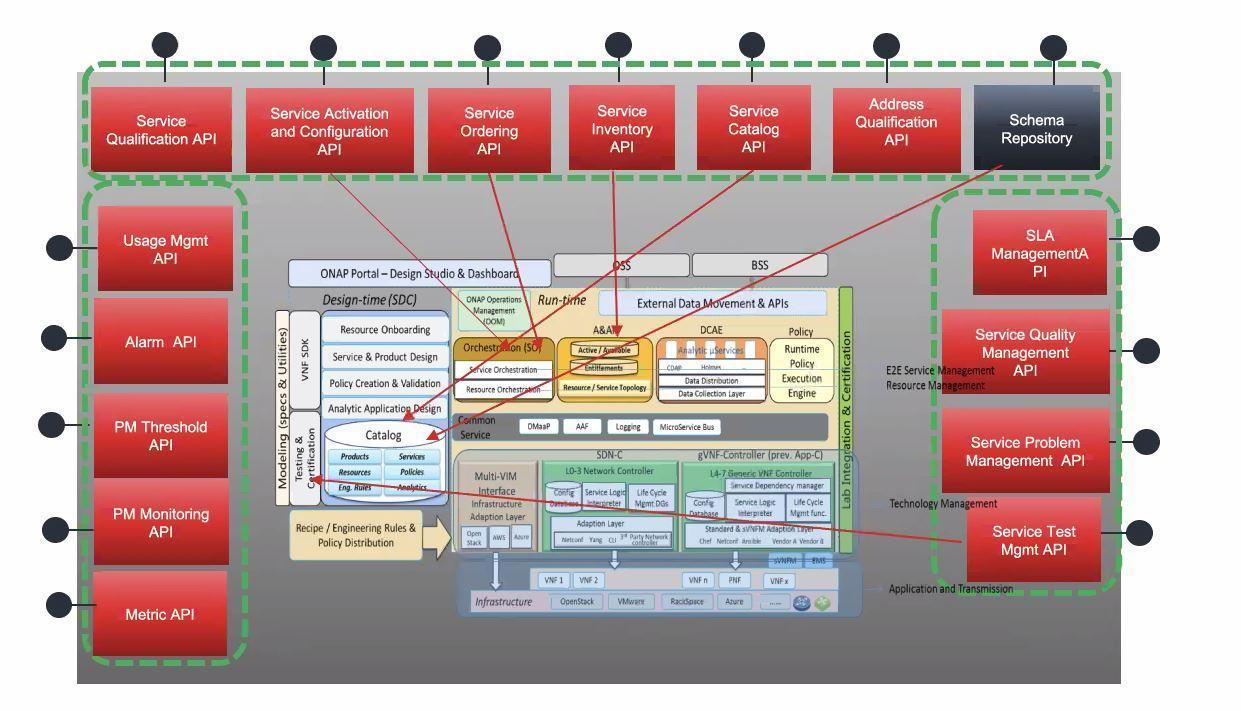 Service
Qualification API
Service Activation
and Configuration
API
Service
Ordering
API
Service
Inventory
API
Service
Catalog
API
Address
Qualification
API
Schema
Repository
Usage Mgmt
API
Alarm API
PM Threshold
API
PM Monitoring
API
Metric API
SLA
ManagementA
PI
Service Quality
Management
API
Service Problem
Management API
Service Test
Mgmt API
ONAP Portal – Design Studio & Dashboard
OSS
BSS
Design-time (SDC)
ONAP Operations
Management
(OOM)
Run-time
External Data Movement & APIs
Modeling (specs & Utilities)
VNF SDK
Testing &
Certification
Resource Onboarding
Service & Product Design
Policy Creation & Validation
Analytic Application Design
Catalog
Products
Services
Resources
Policies
Eng. Rules
Analytics
Orchestration (SO)
Service Orchestration
Resource Orchestration
A&AI
Active / Available
Entitlements
Resource / Service Topology
DCAE
Analytic µServices
CDAP
Holmes
...
Data Distribution
Data Collection Layer
Policy
Runtime
Policy
Execution
Engine
Lab Integration & Certification
E2E Service Management
Resource Management
Common
Service
DMaaP
AAF
Logging
MicroService Bus
Multi-VIM
Interface
Infrastructure
Adaption Layer
Open
Stack
AWS
Azure
SDN-C
L0-3 Network Controller
Config
Database
Service Logic
Interpreter
Life Cycle
Mgmt DGs
Adaption Layer
Netconf Yang CLI 3rd Party Network
controller
gVNF-Controller (prev. App-C)
L4-7 Generic VNF Controller
Service Dependency manager
Config
Database
Service Logic
Interpreter
Life Cycle
Mgmt func.
Standard & sVNFM Adaption Layer
Chef Netconf Ansible Vendor A Vendor B
Technology Management
Recipe / Engineering Rules &
Policy Distribution
sVNFM
EMS
VNF 1
VNF 2
VNF n
PNF
VNF x
Application and Transmission
Infrastructure
OpenStack
VMware
RackSpace
Azure
......